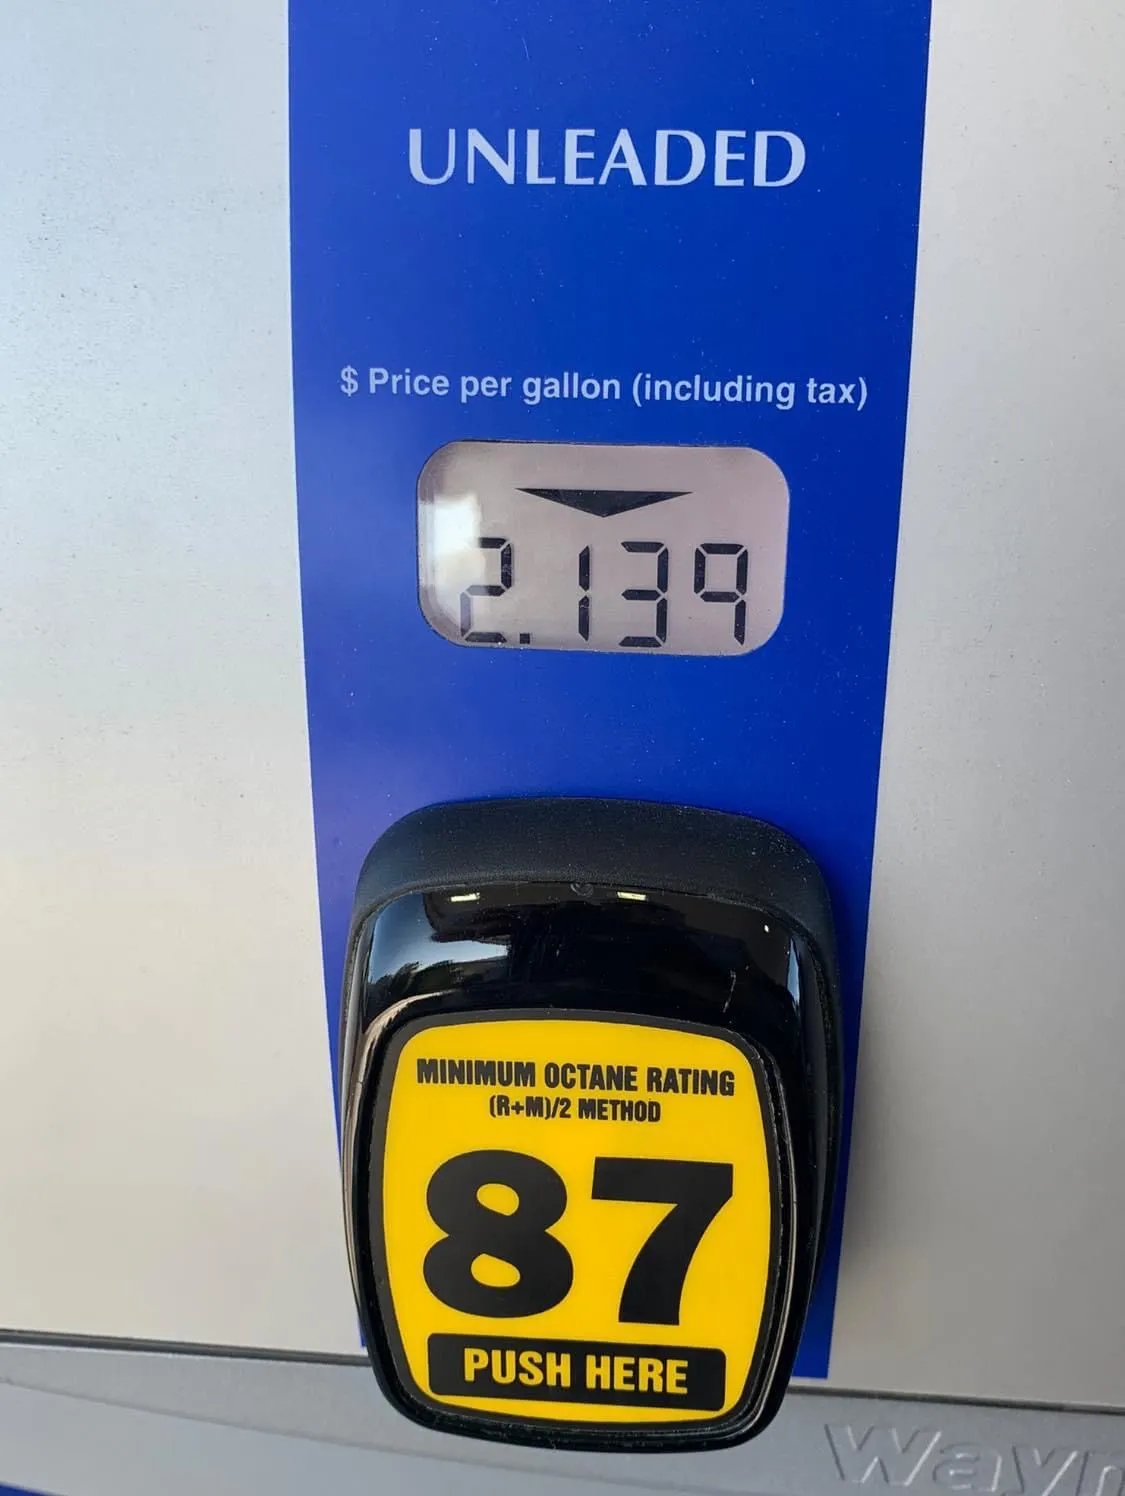 UNLEADED
$ Price per gallon (including tax)
2.139
MINIMUM OCTANE RATING
(R+M)/2 METHOD
87
PUSH HERE